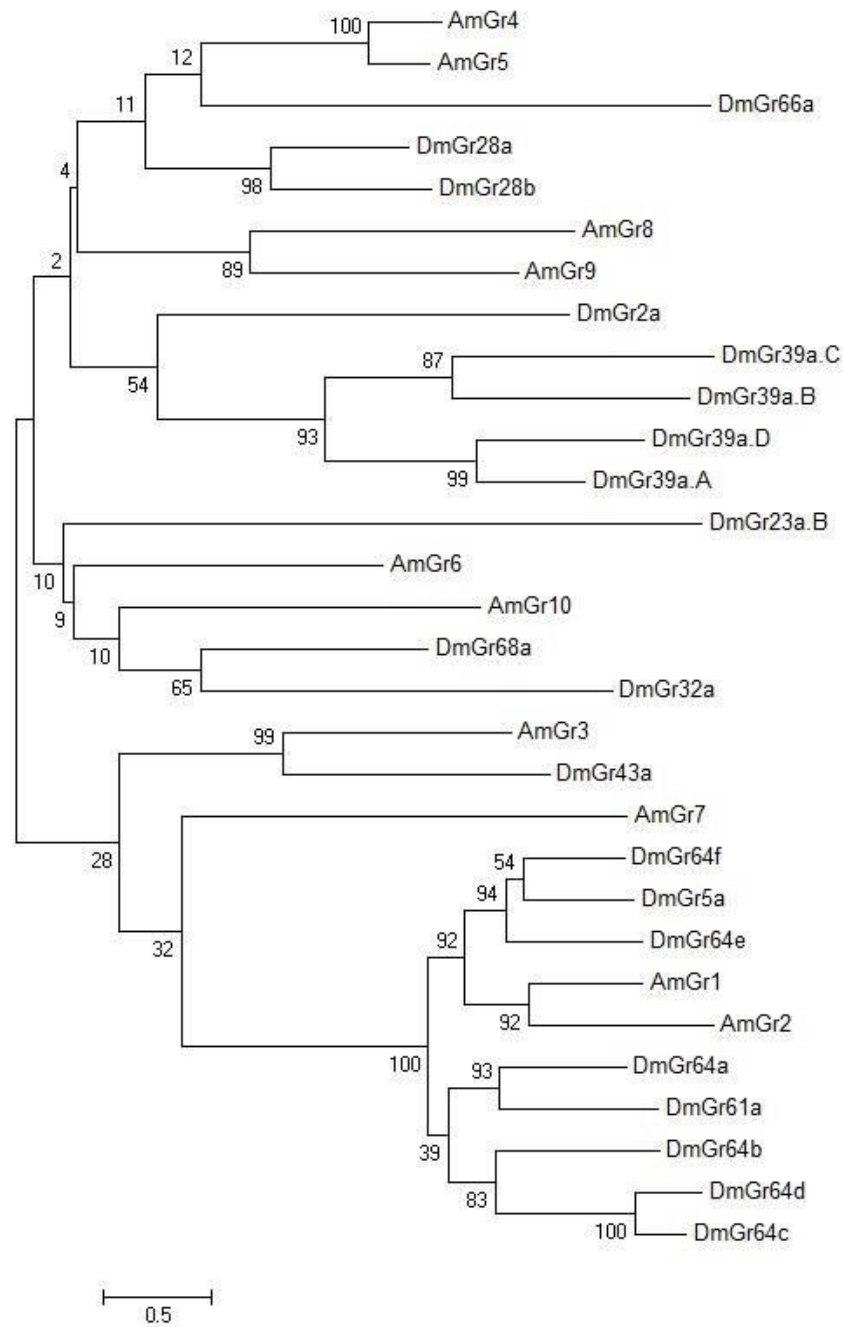 100 AmGr4
12 AmGr5
11 DmGr66a
DmGr28a
4 98 DmGr28b
AmGr8
2 89 AmGr9
DmGr2a
87 DmGr39a.C
54 DmGr39a.B
93 DmGr39a.D
99 DmGr39a.A
DmGr23a.B
10 AmGr6
9 AmGr10
10 DmGr68a
65 DmGr32a
99 AmGr3
DmGr43a
AmGr7
28 54 DmGr64f
94 DmGr5a
32 92 DmGr64e
AmGr1
92 AmGr2
100 93 DmGr64a
DmGr61a
39 DmGr64b
83 DmGr64d
100 DmGr64c
0.5